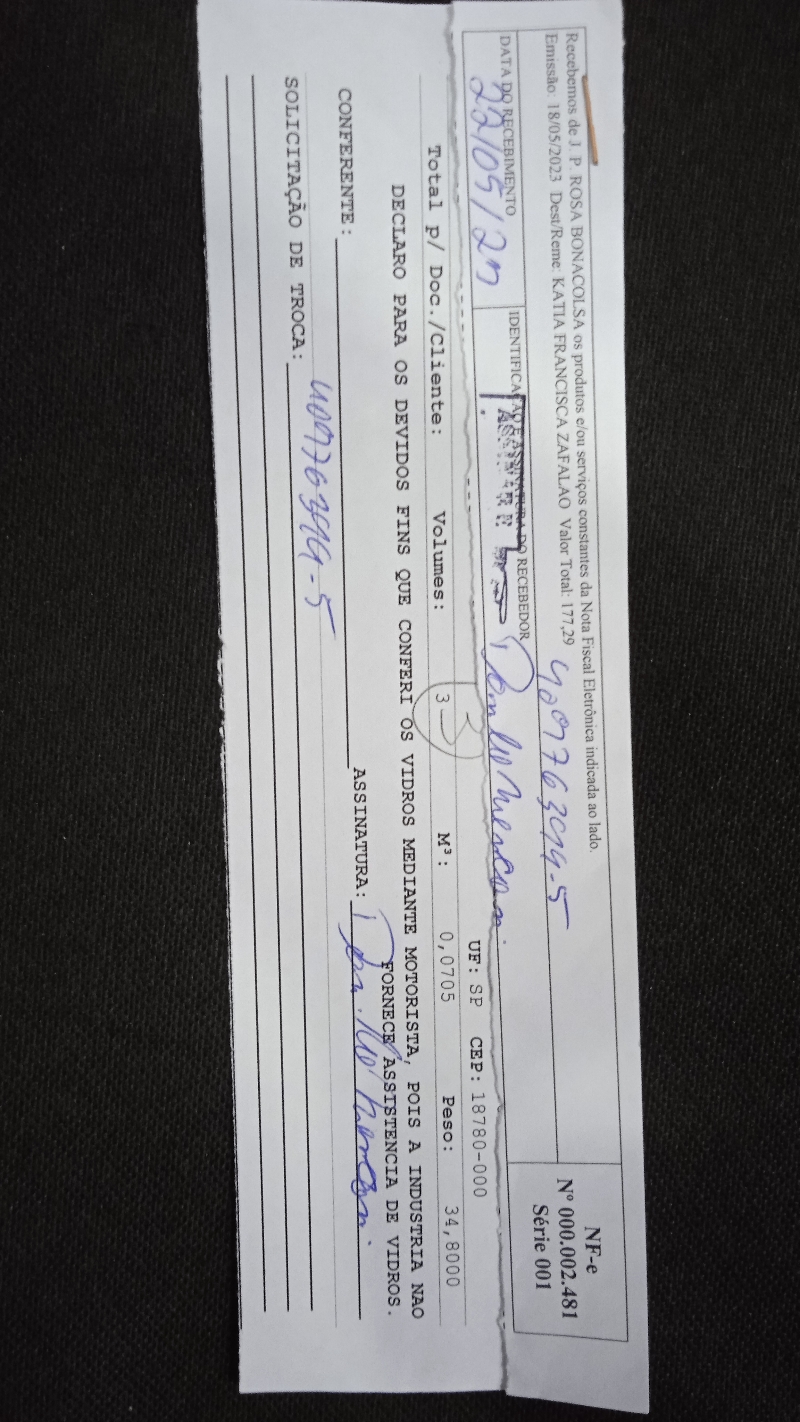 Recebemos de J. P. ROSA BONACOLSA os produtos e/ou serviços constantes da Nota Fiscal Eletrônica indicada ao lado.
Emissão: 18/05/2023 Dest/Reme: KATIA FRANCISCA ZAFALAO Valor Total: 177,29
NF-e
Nº 000.002.481
Série 001
DATA DO RECEBIMENTO
IDENTIFICAÇÃO E ASSINATURA DO RECEBEDOR
22/05/23
UF: SP CEP: 18780-000
Total p/ Doc./Cliente: Volumes: 3 M³: 0,0705 Peso: 34,8000
DECLARO PARA OS DEVIDOS FINS QUE CONFERI OS VIDROS MEDIANTE MOTORISTA, POIS A INDUSTRIA NAO
FORNECE ASSISTENCIA DE VIDROS.
CONFERENTE: ASSINATURA:
SOLICITAÇÃO DE TROCA: